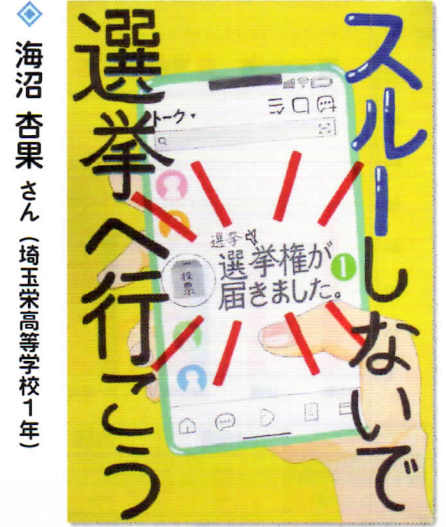 スルーしないで
選挙へ行こう
トーク
選挙
選挙権が
届きました。
1
投票
海沼 杏果 さん (埼玉栄高等学校1年)